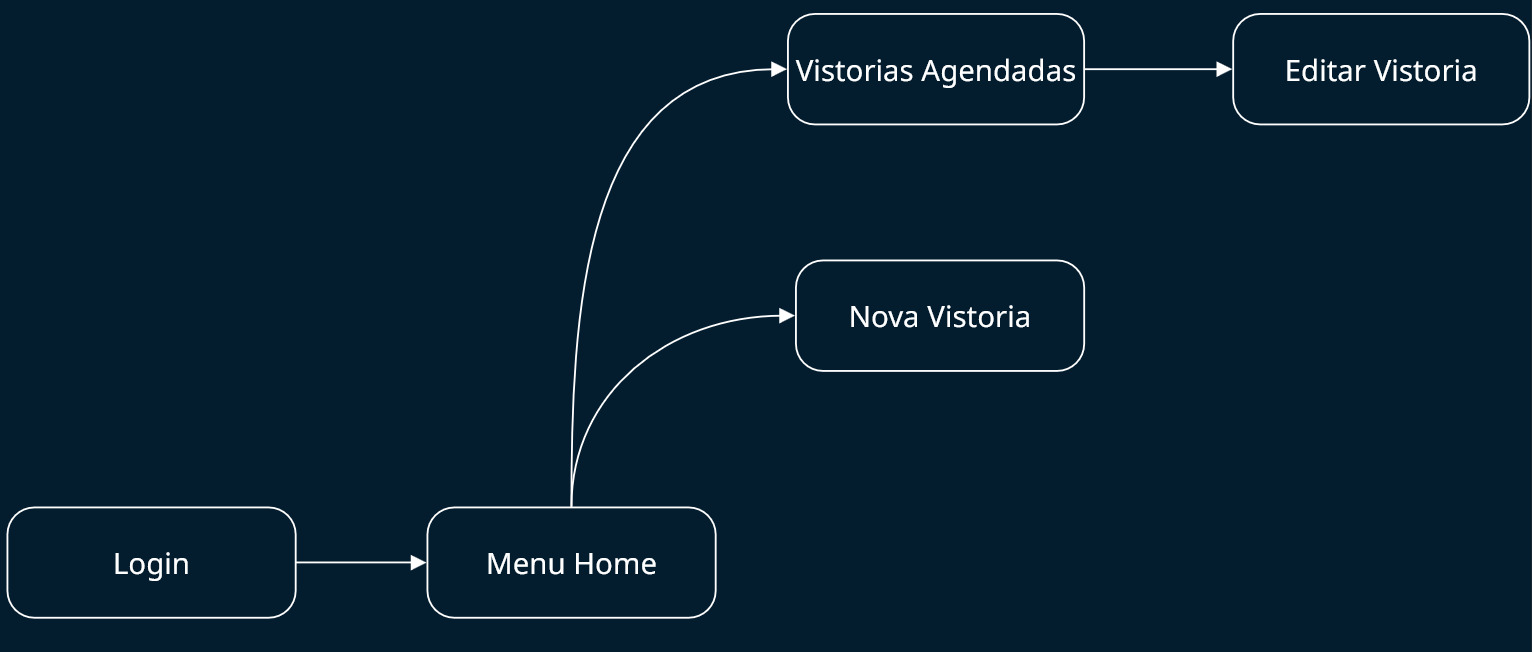 Vistorias Agendadas
Editar Vistoria
Nova Vistoria
Login
Menu Home